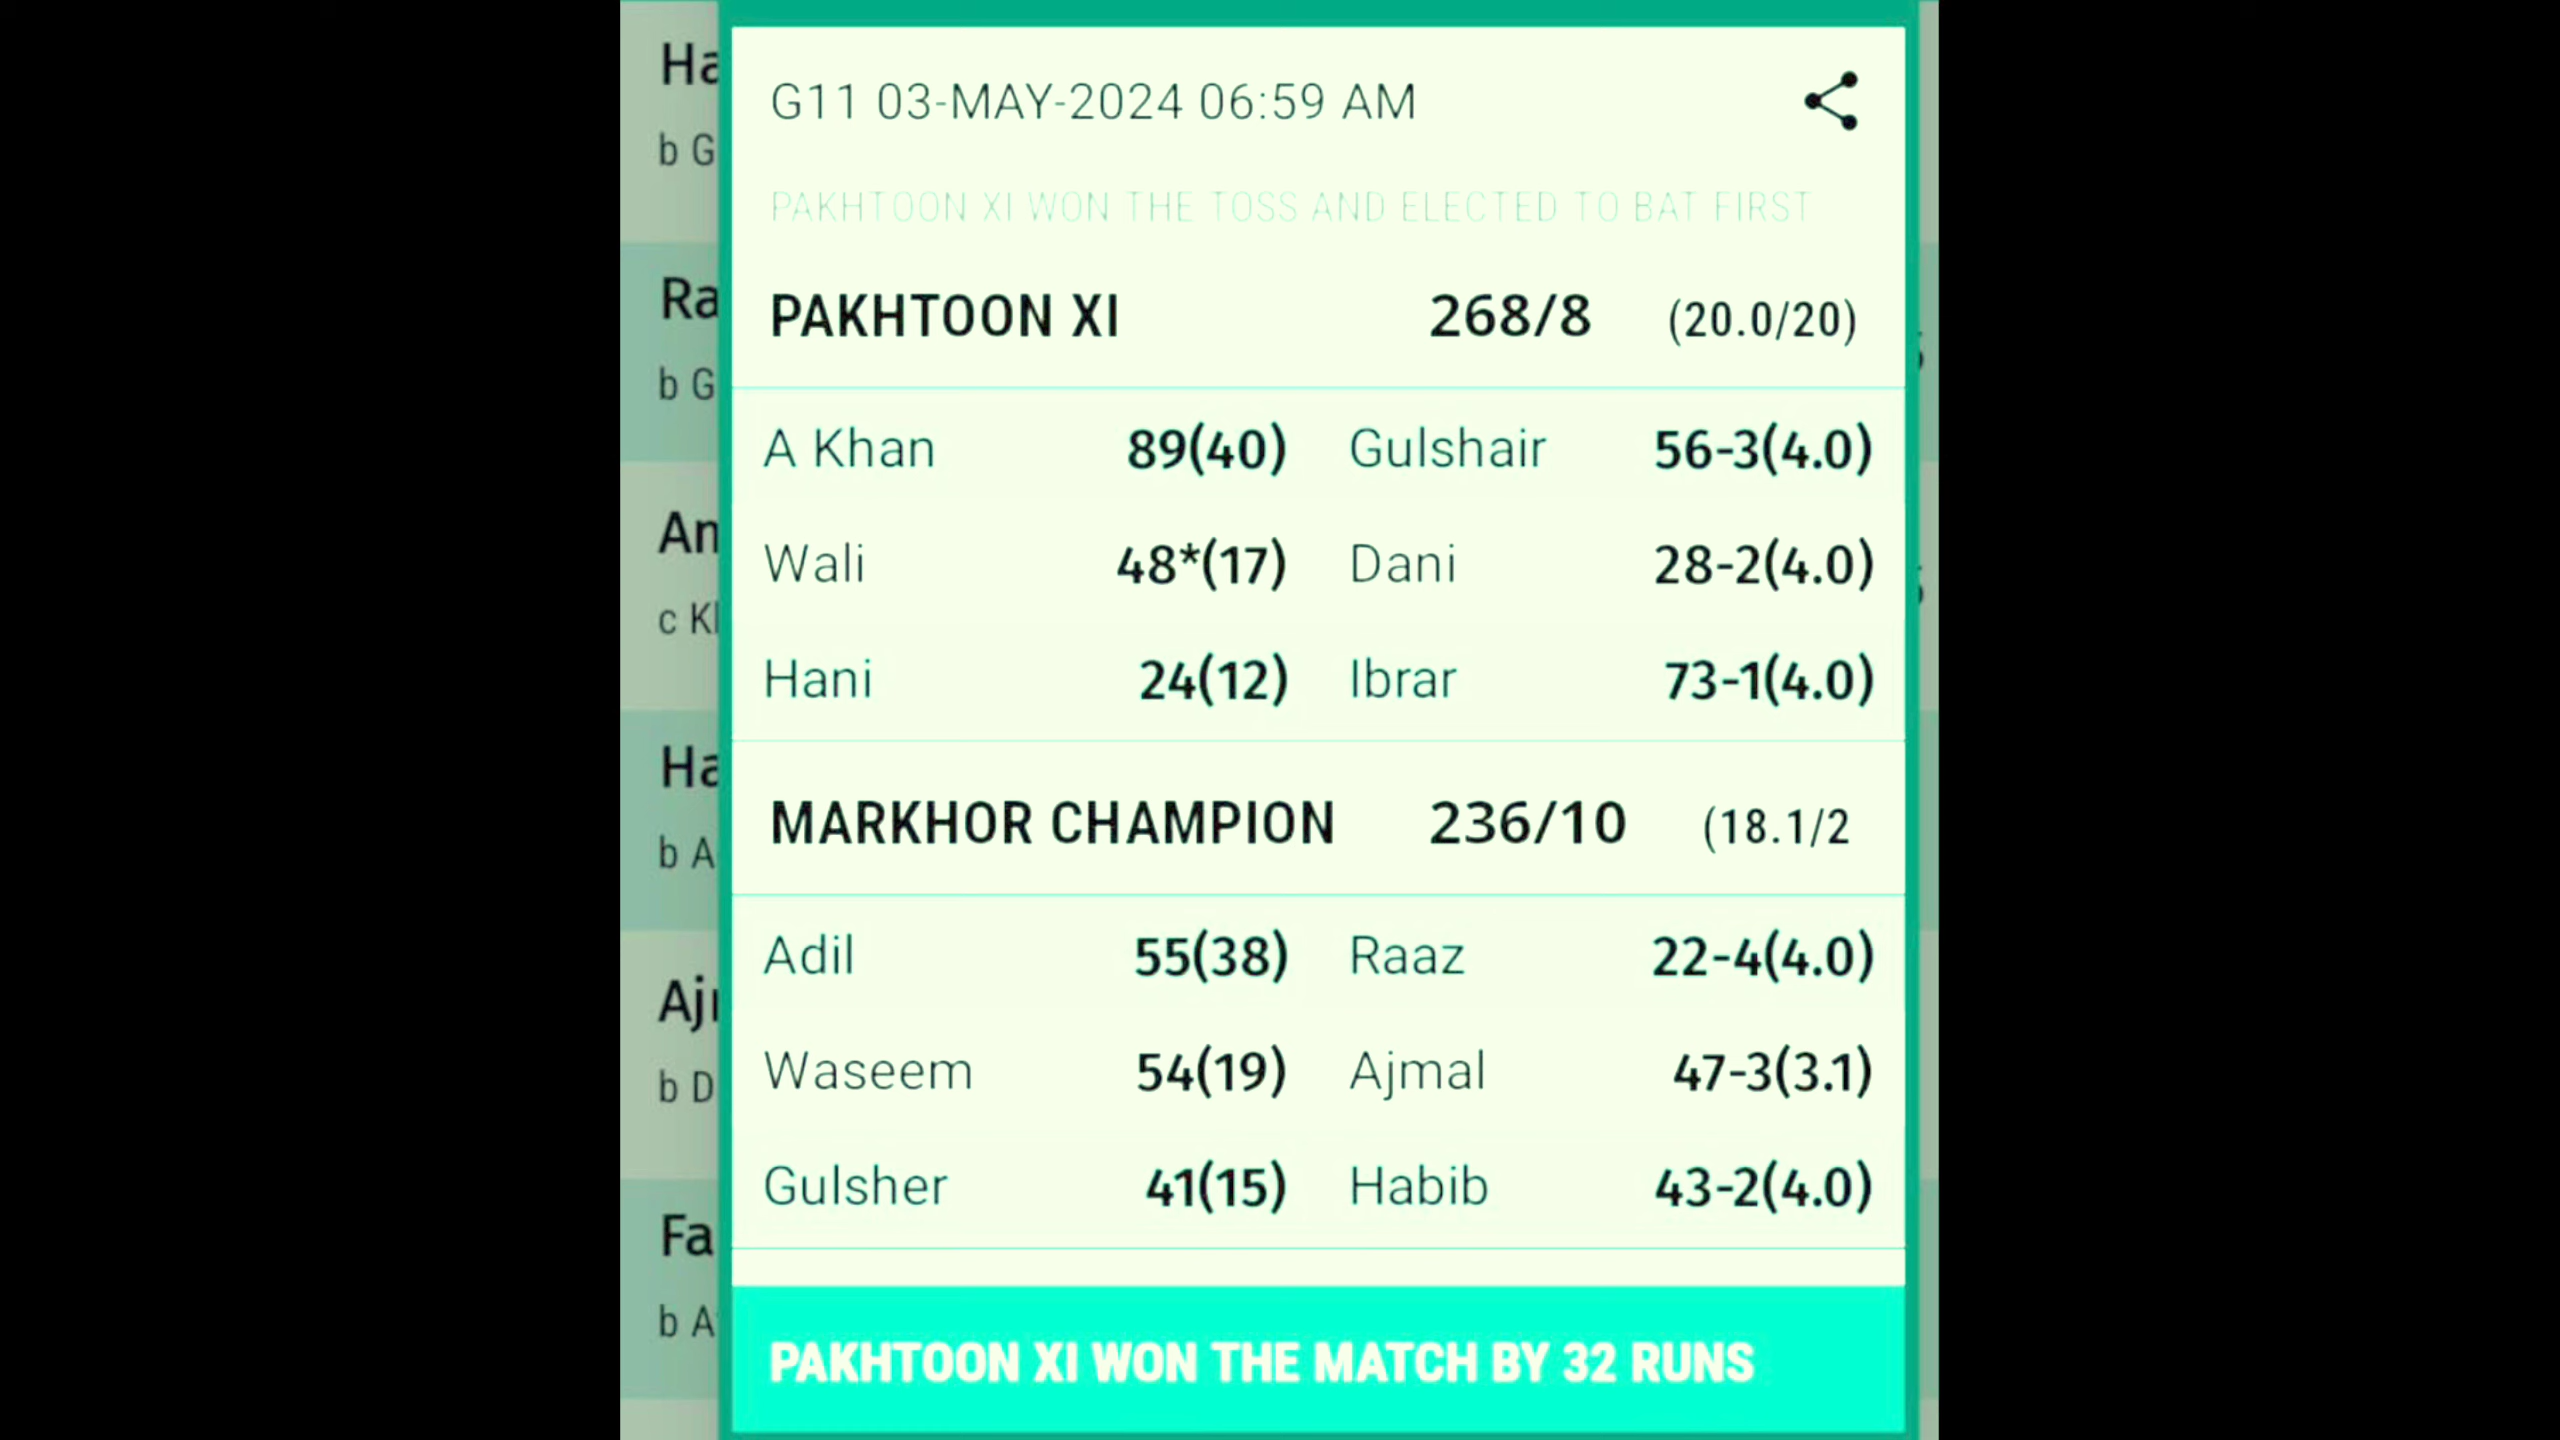 G11 03-MAY-2024 06:59 AM
PAKHTOON XI WON THE TOSS AND ELECTED TO BAT FIRST
PAKHTOON XI 268/8 (20.0/20)
A Khan 89(40) Gulshair 56-3(4.0)
Wali 48*(17) Dani 28-2(4.0)
Hani 24(12) Ibrar 73-1(4.0)
MARKHOR CHAMPION 236/10 (18.1/2
Adil 55(38) Raaz 22-4(4.0)
Waseem 54(19) Ajmal 47-3(3.1)
Gulsher 41(15) Habib 43-2(4.0)
PAKHTOON XI WON THE MATCH BY 32 RUNS